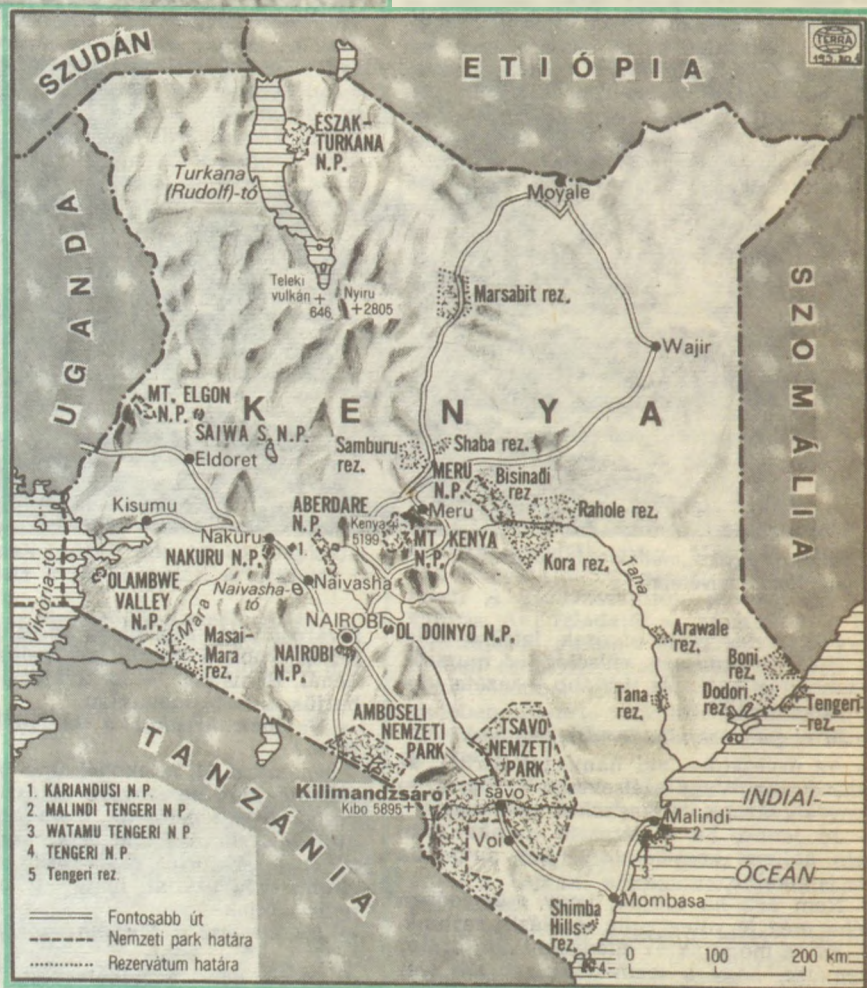 SZUDÁN
ETIÓPIA
TERRA
UGANDA
SZOMÁLIA
KENYA
TANZÁNIA
ÉSZAK-
TURKANA
N.P.
Turkana
(Rudolf)-tó
Moyale
Teleki
vulkán
646
Nyiru
+2805
Marsabit rez.
Wajir
MT. ELGON
N.P.
SAIWA S. N.P.
Eldoret
Samburu
rez.
Shaba rez.
MERU
N.P.
Bisinadi
rez.
Rahole rez.
Kisumu
ABERDARE
N.P.
Kenya
5199
Meru
MT. KENYA
N.P.
Kora rez.
Nakuru
NAKURU N.P.
1.
Naivasha
Naivasha-
tó
OLAMBWE
VALLEY
N.P.
Viktória-tó
Mara
Masai-
Mara
rez.
NAIROBI
NAIROBI
N.P.
OL DOINYO N.P.
Tana
Arawale
rez.
Boni
rez.
Dodori
rez.
Tana
rez.
Tengeri
rez.
AMBOSELI
NEMZETI
PARK
TSAVO
NEMZETI
PARK
Killimandzsáró
Kibo 5895+
Tsavo
Voi
Malindi
2
5
3
INDIAI-
ÓCEÁN
Mombasa
Shimba
Hills
rez.
4
1. KARIANDUSI N.P.
2 MALINDI TENGERI N P
3 WATAMU TENGERI N P
4 TENGERI N.P.
5 Tengeri rez.
Fontosabb út
Nemzeti park határa
Rezervátum határa
0 100 200 km